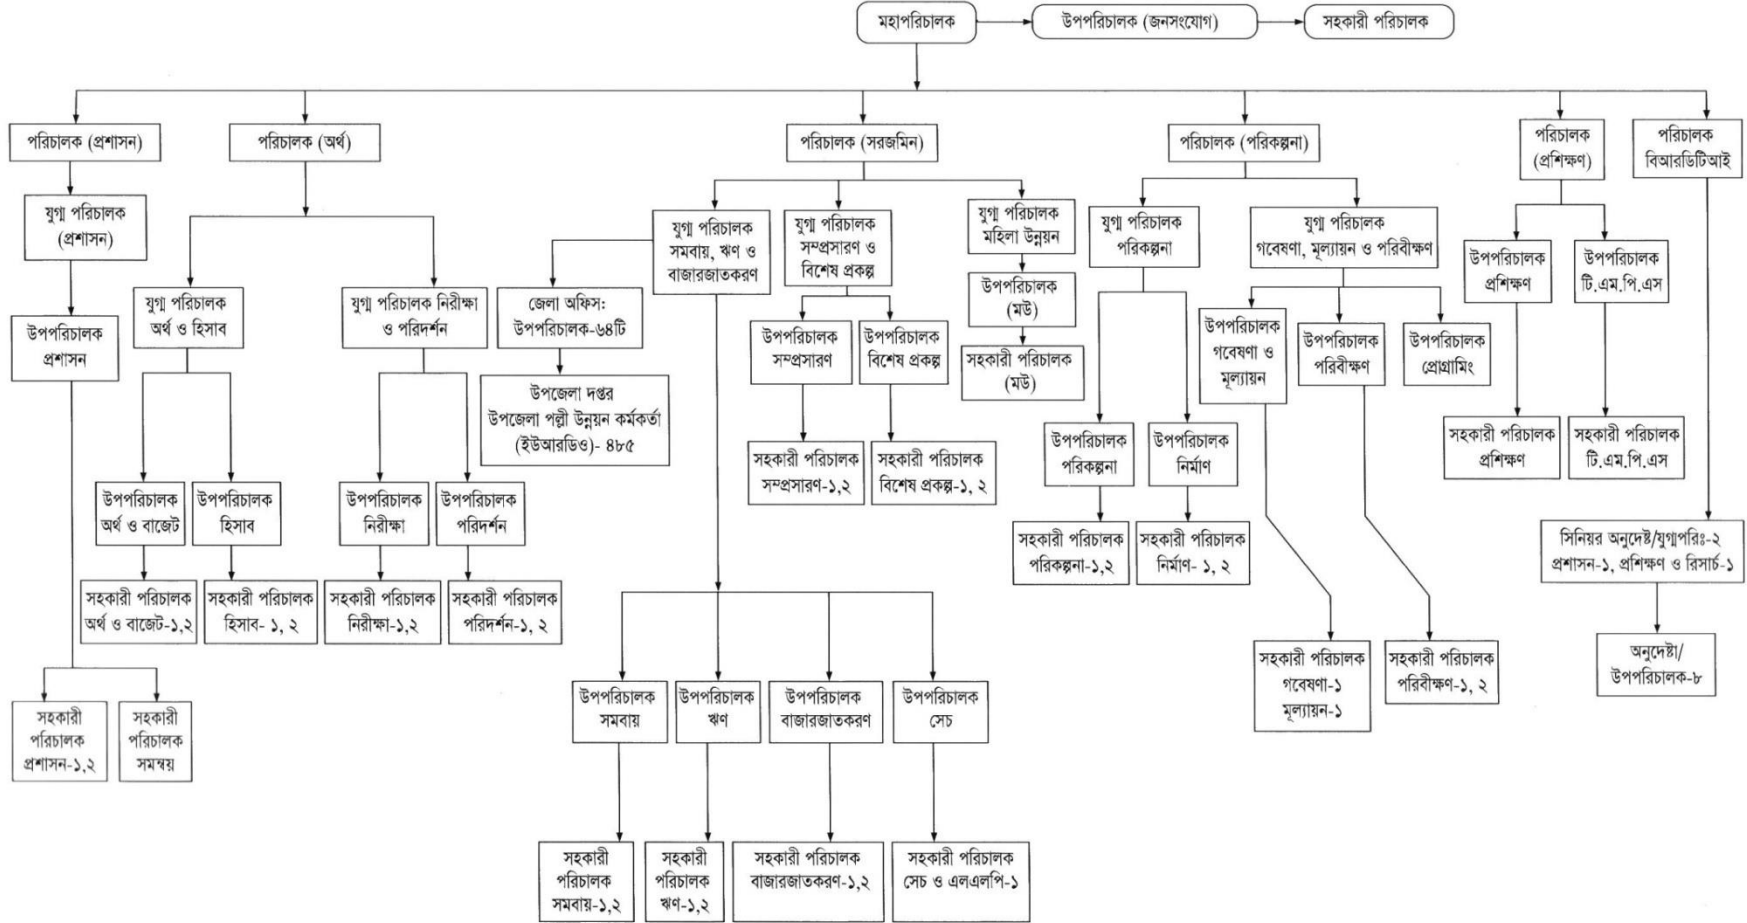 মহাপরিচালক
উপপরিচালক (জনসংযোগ)
সহকারী পরিচালক
পরিচালক (প্রশাসন)
পরিচালক (অর্থ)
পরিচালক (সরজমিন)
পরিচালক (পরিকল্পনা)
পরিচালক
(প্রশিক্ষণ)
পরিচালক
বিআরডিটিআই
যুগ্ম পরিচালক
(প্রশাসন)
যুগ্ম পরিচালক
সমবায়, ঋণ ও
বাজারজাতকরণ
যুগ্ম পরিচালক
সম্প্রসারণ ও
বিশেষ প্রকল্প
যুগ্ম পরিচালক
মহিলা উন্নয়ন
যুগ্ম পরিচালক
পরিকল্পনা
যুগ্ম পরিচালক
গবেষণা, মূল্যায়ন ও পরিবীক্ষণ
উপপরিচালক
প্রশিক্ষণ
উপপরিচালক
টি.এম.পি.এস
উপপরিচালক
প্রশাসন
যুগ্ম পরিচালক
অর্থ ও হিসাব
যুগ্ম পরিচালক নিরীক্ষা
ও পরিদর্শন
জেলা অফিস:
উপপরিচালক-৬৪টি
উপপরিচালক
(মউ)
উপপরিচালক
সম্প্রসারণ
উপপরিচালক
বিশেষ প্রকল্প
সহকারী পরিচালক
(মউ)
উপপরিচালক
গবেষণা ও
মূল্যায়ন
উপপরিচালক
পরিবীক্ষণ
উপপরিচালক
প্রোগ্রামিং
উপজেলা দপ্তর
উপজেলা পল্লী উন্নয়ন কর্মকর্তা
(ইউআরডিও)- ৪৮৫
সহকারী পরিচালক
সম্প্রসারণ-১,২
সহকারী পরিচালক
বিশেষ প্রকল্প-১, ২
উপপরিচালক
পরিকল্পনা
উপপরিচালক
নির্মাণ
সহকারী পরিচালক
প্রশিক্ষণ
সহকারী পরিচালক
টি.এম.পি.এস
উপপরিচালক
অর্থ ও বাজেট
উপপরিচালক
হিসাব
উপপরিচালক
নিরীক্ষা
উপপরিচালক
পরিদর্শন
সহকারী পরিচালক
পরিকল্পনা-১,২
সহকারী পরিচালক
নির্মাণ- ১, ২
সিনিয়র অনুদেষ্ট/যুগ্মপরিঃ-২
প্রশাসন-১, প্রশিক্ষণ ও রিসার্চ-১
সহকারী পরিচালক
অর্থ ও বাজেট-১,২
সহকারী পরিচালক
হিসাব- ১, ২
সহকারী পরিচালক
নিরীক্ষা-১,২
সহকারী পরিচালক
পরিদর্শন-১, ২
সহকারী পরিচালক
গবেষণা-১
মূল্যায়ন-১
সহকারী পরিচালক
পরিবীক্ষণ-১, ২
অনুদেষ্টা/
উপপরিচালক-৮
সহকারী
পরিচালক
প্রশাসন-১,২
সহকারী
পরিচালক
সমন্বয়
উপপরিচালক
সমবায়
উপপরিচালক
ঋণ
উপপরিচালক
বাজারজাতকরণ
উপপরিচালক
সেচ
সহকারী
পরিচালক
সমবায়-১,২
সহকারী
পরিচালক
ঋণ-১,২
সহকারী পরিচালক
বাজারজাতকরণ-১,২
সহকারী পরিচালক
সেচ ও এলএলপি-১